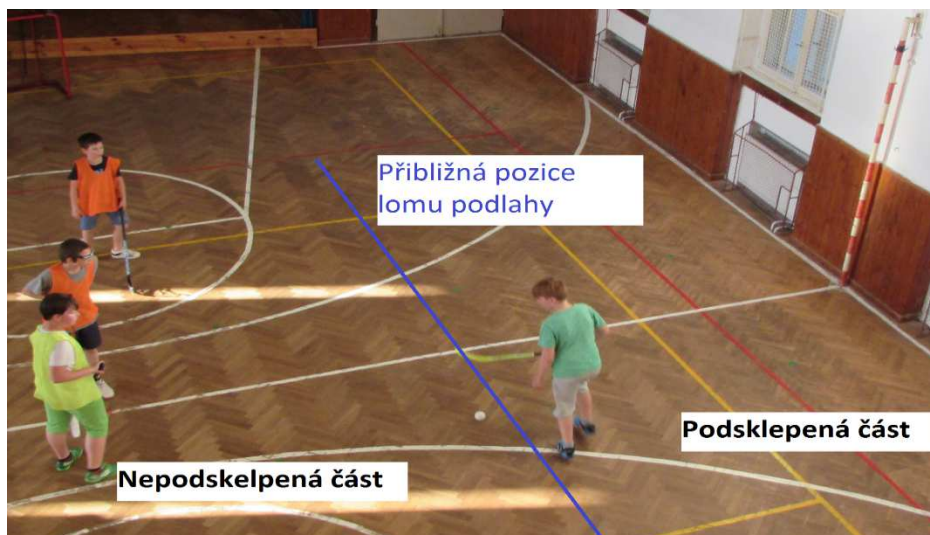 Přibližná pozice
lomu podlahy
Podsklepená část
Nepodskelpená část